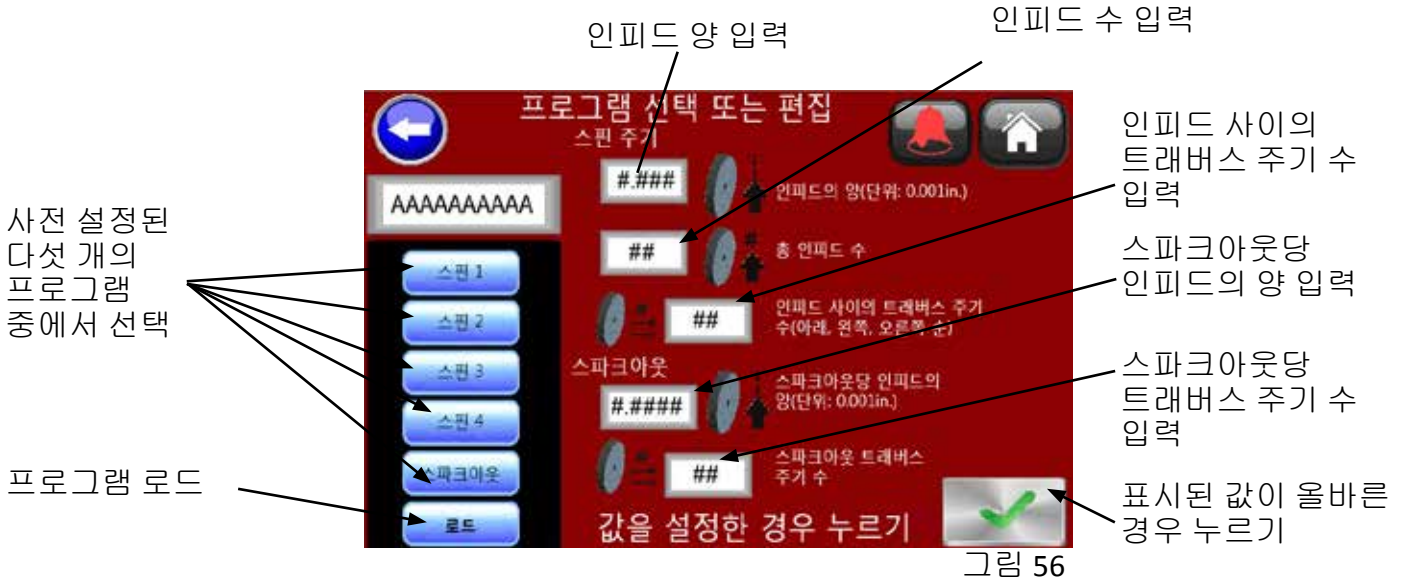 인피드 양 입력
인피드 수 입력
프로그램 선택 또는 편집
스핀 주기
#.###
인피드의 양(단위: 0.001in.)
인피드 사이의
트래버스 주기 수
입력
AAAAAAAAAA
사전 설정된
다섯 개의
프로그램
중에서 선택
##
#
총 인피드 수
스파크아웃당
인피드의 양 입력
스핀 1
스핀 2
스핀 3
스핀 4
스파크아웃
로드
#
##
인피드 사이의 트래버스 주기
수(아래, 왼쪽, 오른쪽 순)
스파크아웃
#.####
스파크아웃당 인피드의
양(단위: 0.001in.)
스파크아웃당
트래버스 주기 수
입력
프로그램 로드
##
##
스파크아웃 트래버스
주기 수
값을 설정한 경우 누르기
표시된 값이 올바른
경우 누르기
그림 56